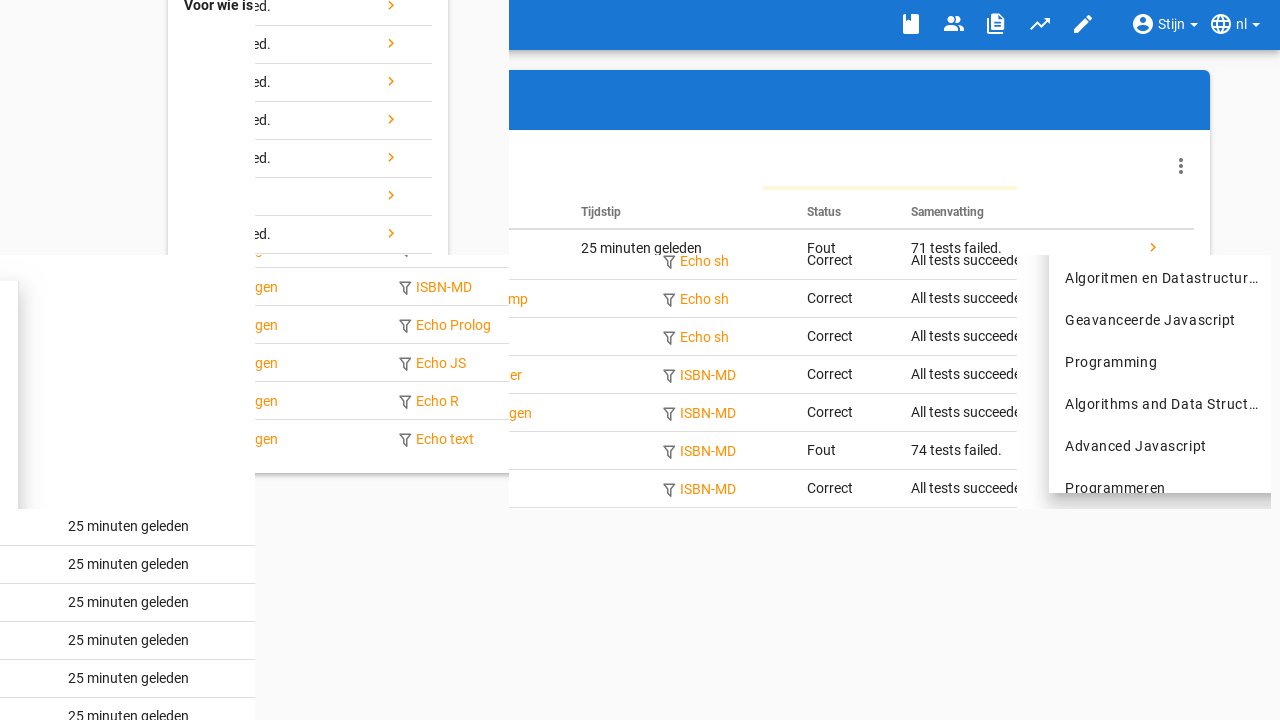 Voor wie is
ed.
ed.
ed.
ed.
ed.
ed.
Stijn
nl
Tijdstip Status Samenvatting
25 minuten geleden Fout 71 tests failed.
gen ISBN-MD
gen Echo Prolog
gen Echo JS
gen Echo R
gen Echo text
Echo sh Correct All tests succeede
mp Echo sh Correct All tests succeede
Echo sh Correct All tests succeede
er ISBN-MD Correct All tests succeede
gen ISBN-MD Correct All tests succeede
ISBN-MD Fout 74 tests failed.
ISBN-MD Correct All tests succeede
Algoritmen en Datastructur…
Geavanceerde Javascript
Programming
Algorithms and Data Struct…
Advanced Javascript
Programmeren
25 minuten geleden
25 minuten geleden
25 minuten geleden
25 minuten geleden
25 minuten geleden
25 minuten geleden